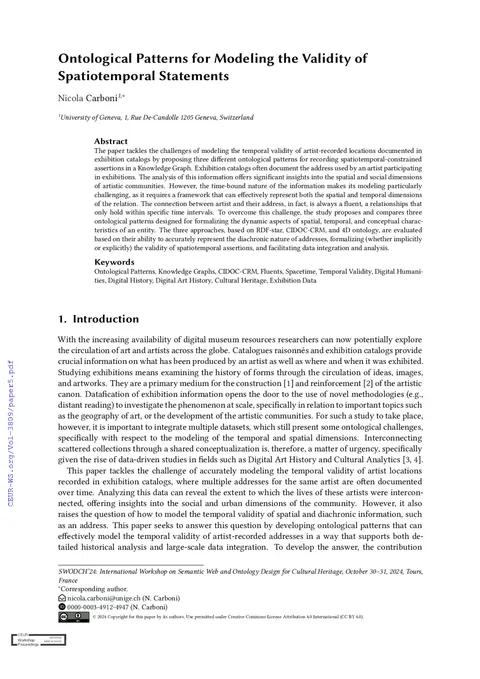 Ontological Patterns for Modeling the Validity of
Spatiotemporal Statements
Nicola Carboni1,*
1University of Geneva, 1, Rue De-Candolle 1205 Geneva, Switzerland
Abstract
The paper tackles the challenges of modeling the temporal validity of artist-recorded locations documented in
exhibition catalogs by proposing three different ontological patterns for recording spatiotemporal-constrained
assertions in a Knowledge Graph. Exhibition catalogs often document the address used by an artist participating
in exhibitions. The analysis of this information offers significant insights into the spatial and social dimensions
of artistic communities. However, the time-bound nature of the information makes its modeling particularly
challenging, as it requires a framework that can effectively represent both the spatial and temporal dimensions
of the relation. The connection between artist and their address, in fact, is always a fluent, a relationships that
only hold within specific time intervals. To overcome this challenge, the study proposes and compares three
ontological patterns designed for formalizing the dynamic aspects of spatial, temporal, and conceptual charac-
teristics of an entity. The three approaches, based on RDF-star, CIDOC-CRM, and 4D ontology, are evaluated
based on their ability to accurately represent the diachronic nature of addresses, formalizing (whether implicitly
or explicitly) the validity of spatiotemporal assertions, and facilitating data integration and analysis.
Keywords
Ontological Patterns, Knowledge Graphs, CIDOC-CRM, Fluents, Spacetime, Temporal Validity, Digital Humani-
ties, Digital History, Digital Art History, Cultural Heritage, Exhibition Data
1. Introduction
With the increasing availability of digital museum resources researchers can now potentially explore
the circulation of art and artists across the globe. Catalogues raisonnés and exhibition catalogs provide
crucial information on what has been produced by an artist as well as where and when it was exhibited.
Studying exhibitions means examining the history of forms through the circulation of ideas, images,
and artworks. They are a primary medium for the construction [1] and reinforcement [2] of the artistic
canon. Datafication of exhibition information opens the door to the use of novel methodologies (e.g.,
distant reading) to investigate the phenomenon at scale, specifically in relation to important topics such
as the geography of art, or the development of the artistic communities. For such a study to take place,
however, it is important to integrate multiple datasets, which still present some ontological challenges,
specifically with respect to the modeling of the temporal and spatial dimensions. Interconnecting
scattered collections through a shared conceptualization is, therefore, a matter of urgency, specifically
given the rise of data-driven studies in fields such as Digital Art History and Cultural Analytics [3, 4].
This paper tackles the challenge of accurately modeling the temporal validity of artist locations
recorded in exhibition catalogs, where multiple addresses for the same artist are often documented
over time. Analyzing this data can reveal the extent to which the lives of these artists were intercon-
nected, offering insights into the social and urban dimensions of the community. However, it also
raises the question of how to model the temporal validity of spatial and diachronic information, such
as an address. This paper seeks to answer this question by developing ontological patterns that can
effectively model the temporal validity of artist-recorded addresses in a way that supports both de-
tailed historical analysis and large-scale data integration. To develop the answer, the contribution
SWODCH'24: International Workshop on Semantic Web and Ontology Design for Cultural Heritage, October 30–31, 2024, Tours,
France
*Corresponding author.
nicola.carboni@unige.ch (N. Carboni)
0000-0003-4912-4947 (N. Carboni)
© 2024 Copyright for this paper by its authors. Use permitted under Creative Commons License Attribution 4.0 International (CC BY 4.0).
CEUR
Workshop
Proceedings
CEUR-WS.org/Vol-3809/paper5.pdf